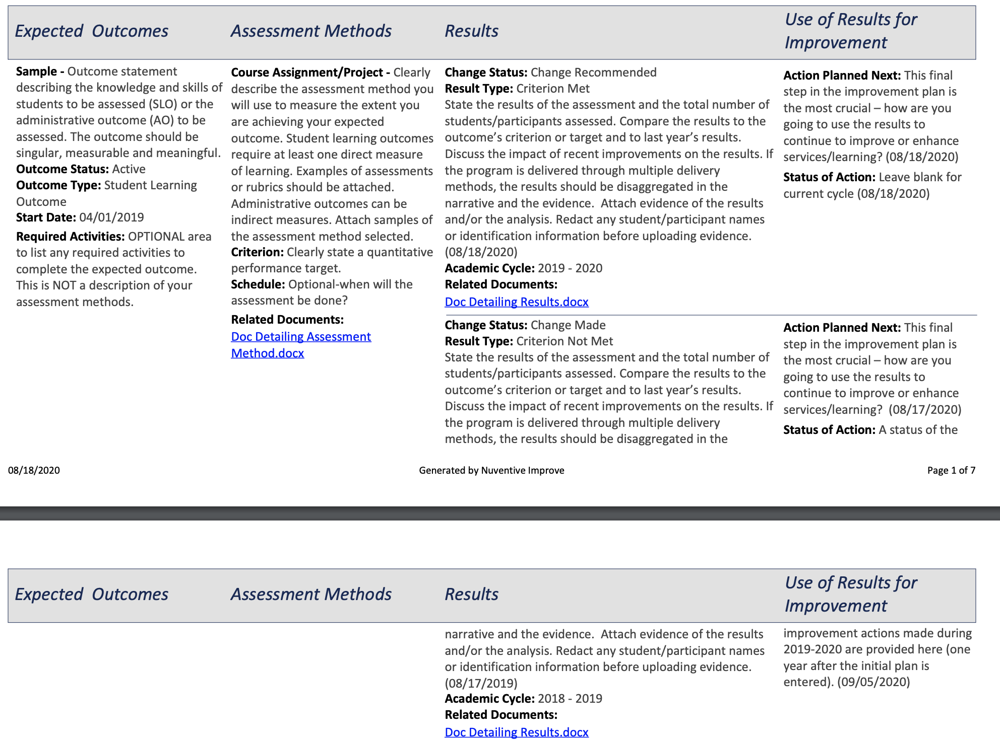 Expected  Outcomes
Assessment Methods
Results
Use of Results for
Improvement
Sample - Outcome statement
describing the knowledge and skills of
students to be assessed (SLO) or the
administrative outcome (AO) to be
assessed. The outcome should be
singular, measurable and meaningful.
Outcome Status: Active
Outcome Type: Student Learning
Outcome
Start Date: 04/01/2019
Required Activities: OPTIONAL area
to list any required activities to
complete the expected outcome.
This is NOT a description of your
assessment methods.
Course Assignment/Project - Clearly
describe the assessment method you
will use to measure the extent you
are achieving your expected
outcome. Student learning outcomes
require at least one direct measure
of learning. Examples of assessments
or rubrics should be attached.
Administrative outcomes can be
indirect measures. Attach samples of
the assessment method selected.
Criterion: Clearly state a quantitative
performance target.
Schedule: Optional-when will the
assessment be done?
Related Documents:
Doc Detailing Assessment
Method.docx
Change Status: Change Recommended
Result Type: Criterion Met
State the results of the assessment and the total number of
students/participants assessed. Compare the results to the
outcome’s criterion or target and to last year’s results.
Discuss the impact of recent improvements on the results. If
the program is delivered through multiple delivery
methods, the results should be disaggregated in the
narrative and the evidence.  Attach evidence of the results
and/or the analysis. Redact any student/participant names
or identification information before uploading evidence.
(08/18/2020)
Academic Cycle: 2019 - 2020
Related Documents:
Doc Detailing Results.docx
Action Planned Next: This final
step in the improvement plan is
the most crucial – how are you
going to use the results to
continue to improve or enhance
services/learning? (08/18/2020)
Status of Action: Leave blank for
current cycle (08/18/2020)
Change Status: Change Made
Result Type: Criterion Not Met
State the results of the assessment and the total number of
students/participants assessed. Compare the results to the
outcome’s criterion or target and to last year’s results.
Discuss the impact of recent improvements on the results. If
the program is delivered through multiple delivery
methods, the results should be disaggregated in the
Action Planned Next: This final
step in the improvement plan is
the most crucial – how are you
going to use the results to
continue to improve or enhance
services/learning?  (08/17/2020)
Status of Action: A status of the
08/18/2020
Generated by Nuventive Improve
Page 1 of 7
Expected  Outcomes
Assessment Methods
Results
Use of Results for
Improvement
narrative and the evidence.  Attach evidence of the results
and/or the analysis. Redact any student/participant names
or identification information before uploading evidence.
(08/17/2019)
Academic Cycle: 2018 - 2019
Related Documents:
Doc Detailing Results.docx
improvement actions made during
2019-2020 are provided here (one
year after the initial plan is
entered). (09/05/2020)